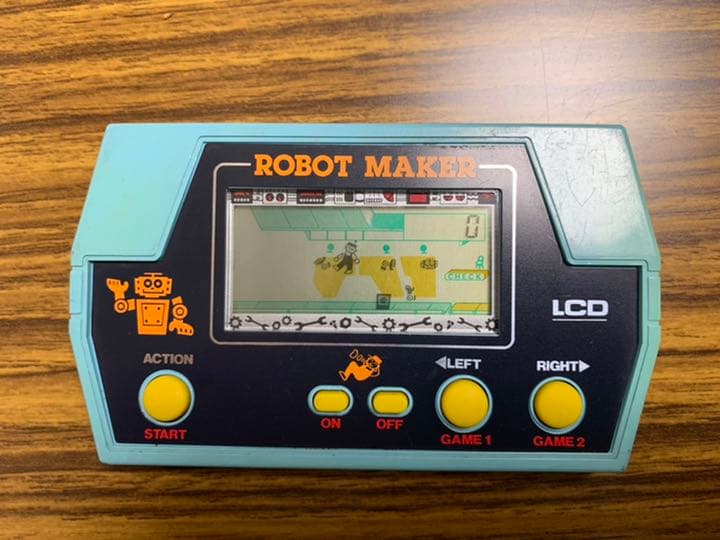 ROBOT MAKER
0
CHECK
LCD
ACTION
◀LEFT
RIGHT▶
START
ON
OFF
GAME 1
GAME 2